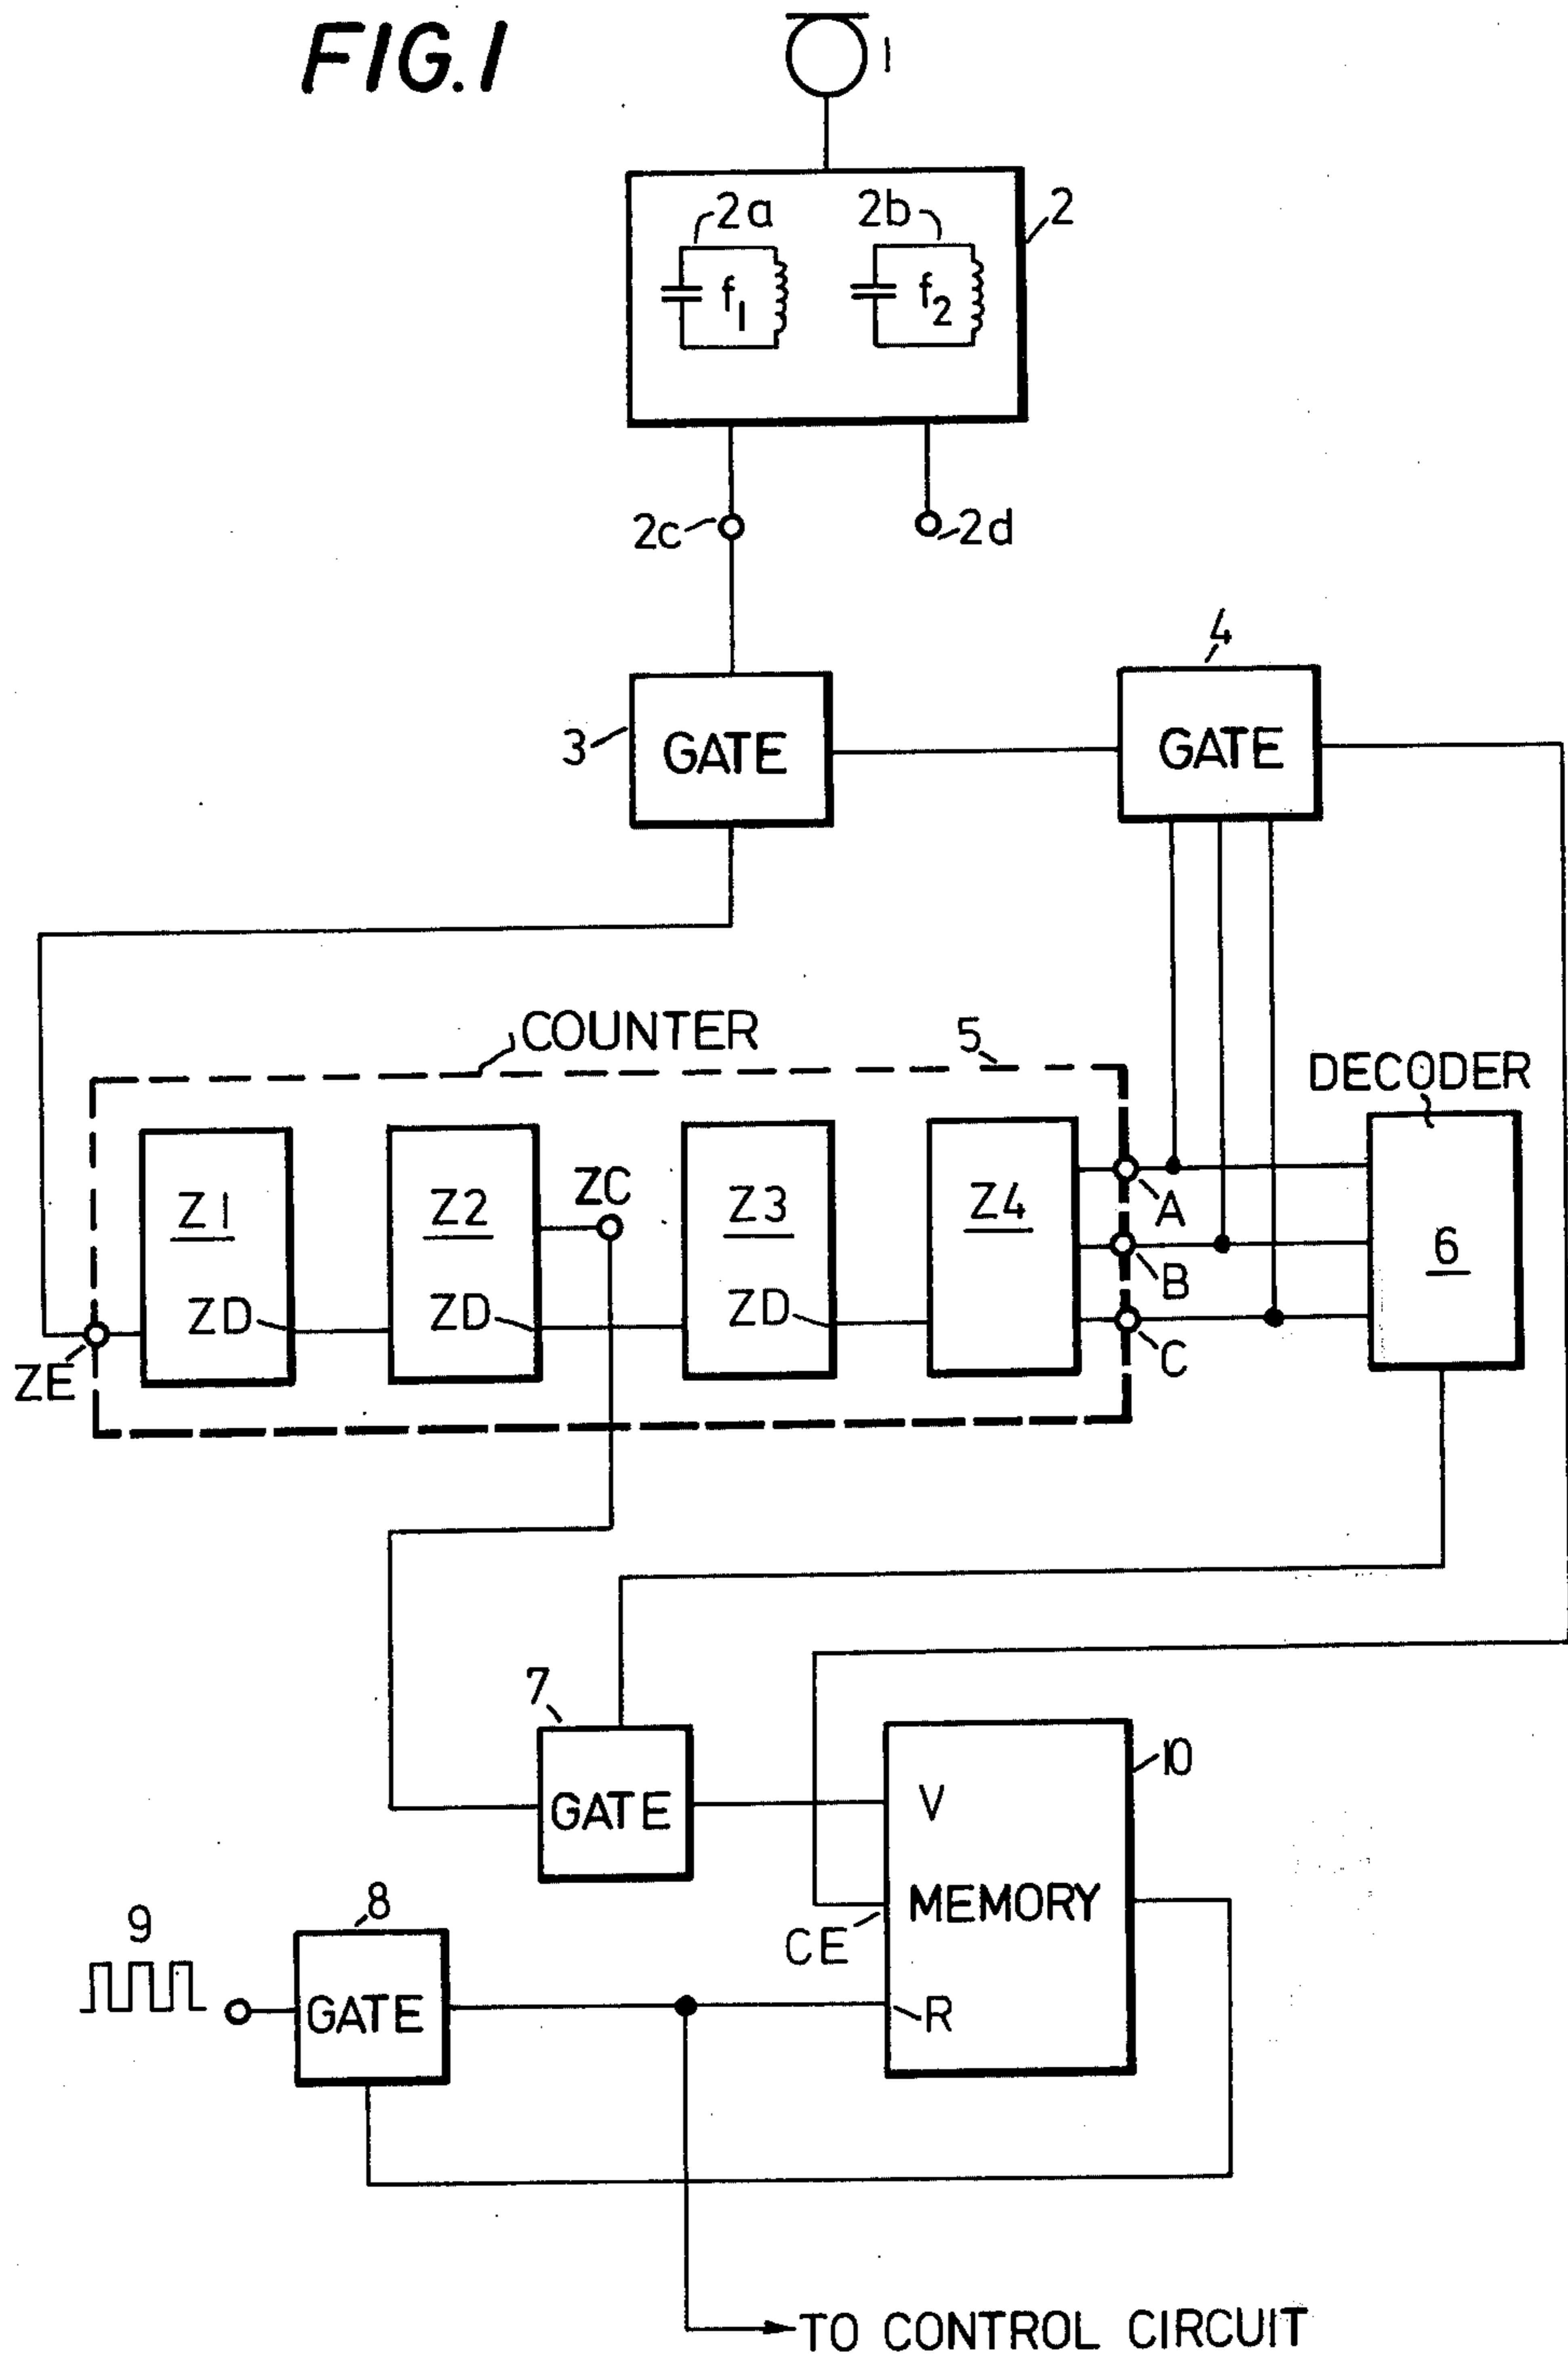 FIG.1
1
2a
2b
2
f1
f2
2c
2d
4
3
GATE
GATE
COUNTER
5
DECODER
Z1
Z2
ZC
Z3
Z4
A
B
C
6
ZD
ZD
ZD
ZE
7
GATE
V
10
MEMORY
CE
R
9
8
GATE
TO CONTROL CIRCUIT